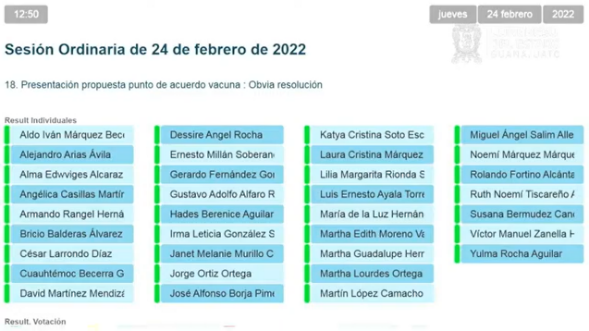 12:50
jueves 24 febrero 2022
Sesión Ordinaria de 24 de febrero de 2022
18. Presentación propuesta punto de acuerdo vacuna : Obvia resolución
Result Individuales
Aldo Iván Márquez Bece
Alejandro Arias Ávila
Alma Edwviges Alcaraz
Angélica Casillas Martír
Armando Rangel Herná
Bricio Balderas Álvarez
César Larrondo Díaz
Cuauhtémoc Becerra G
David Martínez Mendizá
Dessire Angel Rocha
Ernesto Millán Soberan
Gerardo Fernández Gor
Gustavo Adolfo Alfaro R
Hades Berenice Aguilar
Irma Leticia González S
Janet Melanie Murillo C
Jorge Ortiz Ortega
José Alfonso Borja Pime
Katya Cristina Soto Esc
Laura Cristina Márquez
Lilia Margarita Rionda S
Luis Ernesto Ayala Torre
María de la Luz Hernán
Martha Edith Moreno Va
Martha Guadalupe Herr
Martha Lourdes Ortega
Martín López Camacho
Miguel Ángel Salim Alle
Noemí Márquez Márque
Rolando Fortino Alcánta
Ruth Noemí Tiscareño A
Susana Bermudez Cano
Víctor Manuel Zanella H
Yulma Rocha Aguilar
Result. Votación